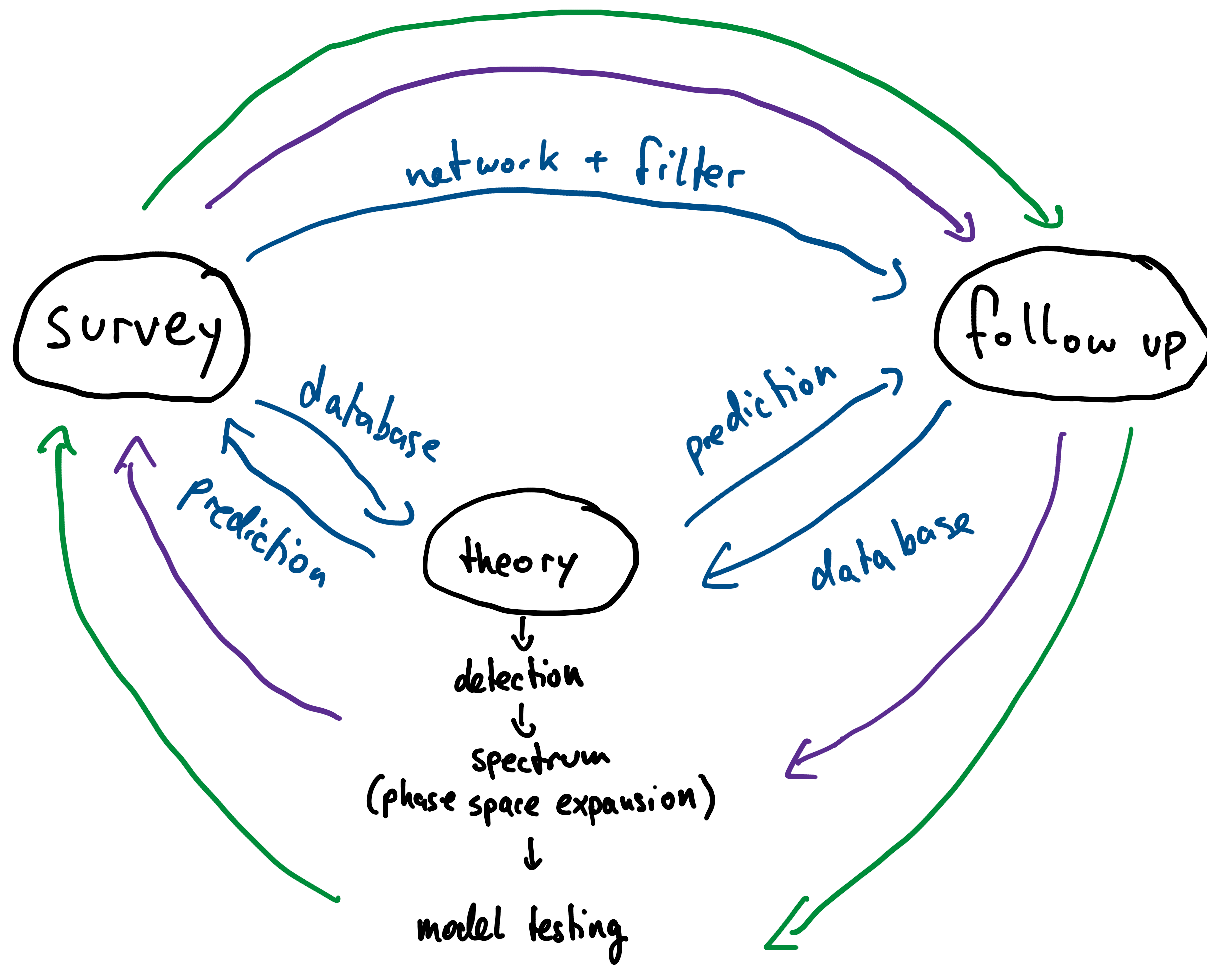 network + filter
survey
follow up
database
prediction
prediction
database
theory
detection
spectrum
(phase space expansion)
model testing